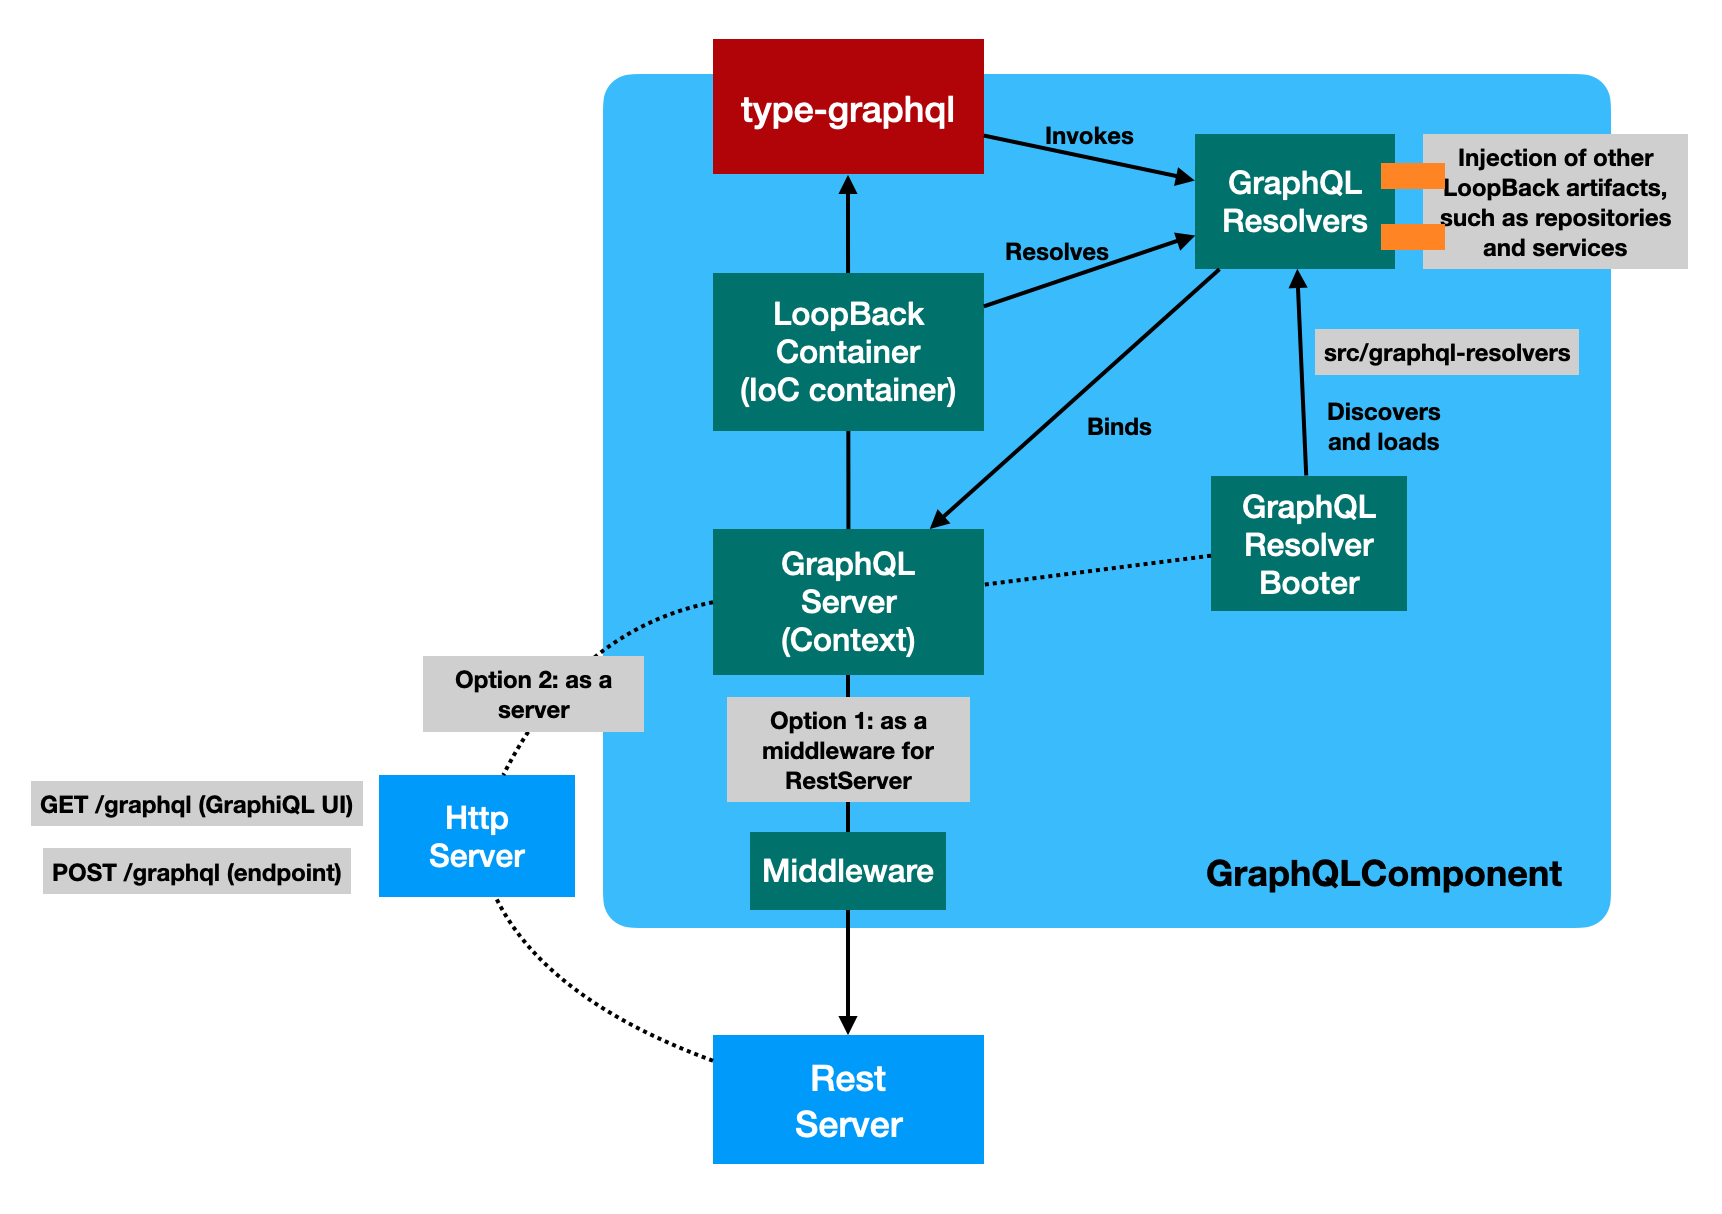 type-graphql
Invokes
GraphQL
Resolvers
Injection of other
LoopBack artifacts,
such as repositories
and services
Resolves
LoopBack
Container
(IoC container)
src/graphql-resolvers
Discovers
and loads
Binds
GraphQL
Resolver
Booter
GraphQL
Server
(Context)
Option 2: as a
server
Option 1: as a
middleware for
RestServer
GET /graphql (GraphiQL UI)
POST /graphql (endpoint)
Http
Server
Middleware
GraphQLComponent
Rest
Server